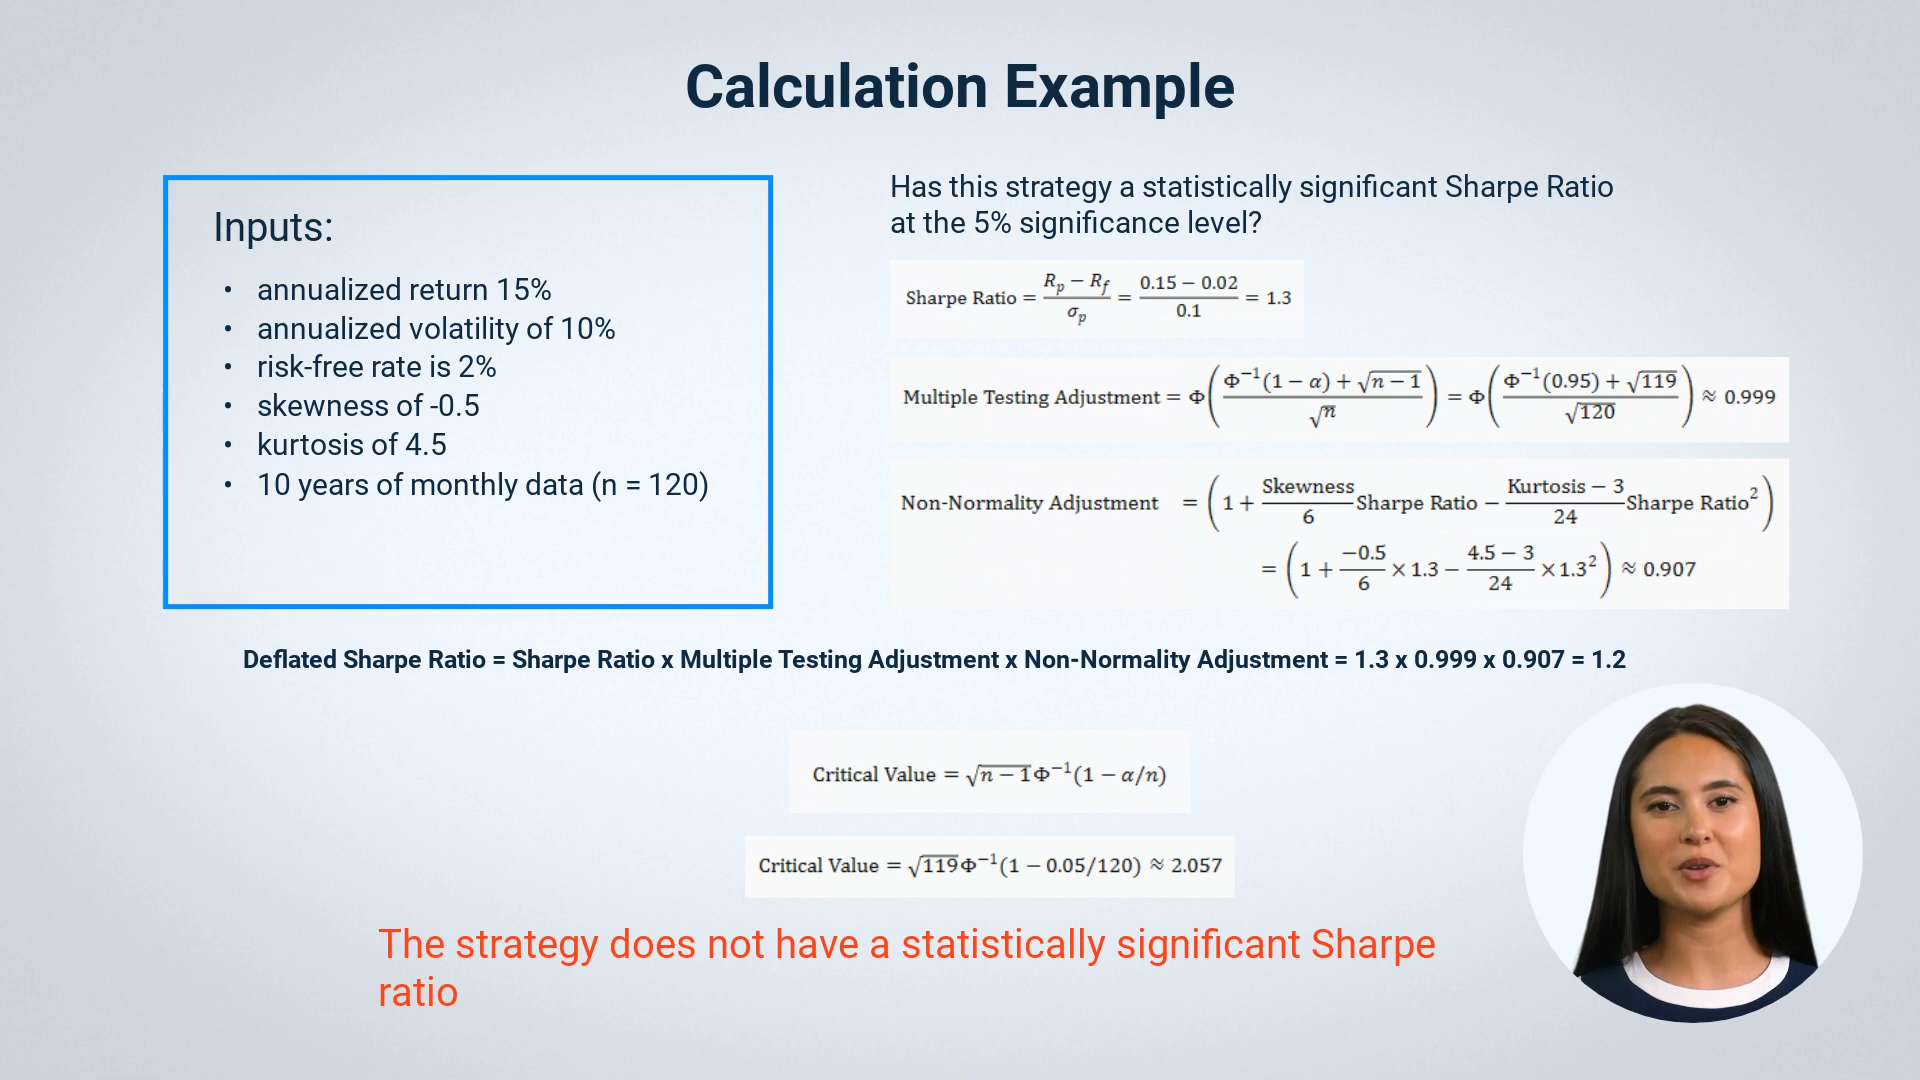 Calculation Example
Inputs:
• annualized return 15%
• annualized volatility of 10%
• risk-free rate is 2%
• skewness of -0.5
• kurtosis of 4.5
• 10 years of monthly data (n = 120)
Has this strategy a statistically significant Sharpe Ratio
at the 5% significance level?
Sharpe Ratio = (R_p − R_f)/σ_p = (0.15 − 0.02)/0.1 = 1.3
Multiple Testing Adjustment = Φ((Φ⁻¹(1 − α) + √(n − 1))/√n) = Φ((Φ⁻¹(0.95) + √119)/√120) ≈ 0.999
Non-Normality Adjustment = (1 + Skewness/6 Sharpe Ratio − (Kurtosis − 3)/24 Sharpe Ratio²)
= (1 + −0.5/6 × 1.3 − (4.5 − 3)/24 × 1.3²) ≈ 0.907
Deflated Sharpe Ratio = Sharpe Ratio x Multiple Testing Adjustment x Non-Normality Adjustment = 1.3 x 0.999 x 0.907 = 1.2
Critical Value = √(n − 1)Φ⁻¹(1 − α/n)
Critical Value = √119Φ⁻¹(1 − 0.05/120) ≈ 2.057
The strategy does not have a statistically significant Sharpe
ratio